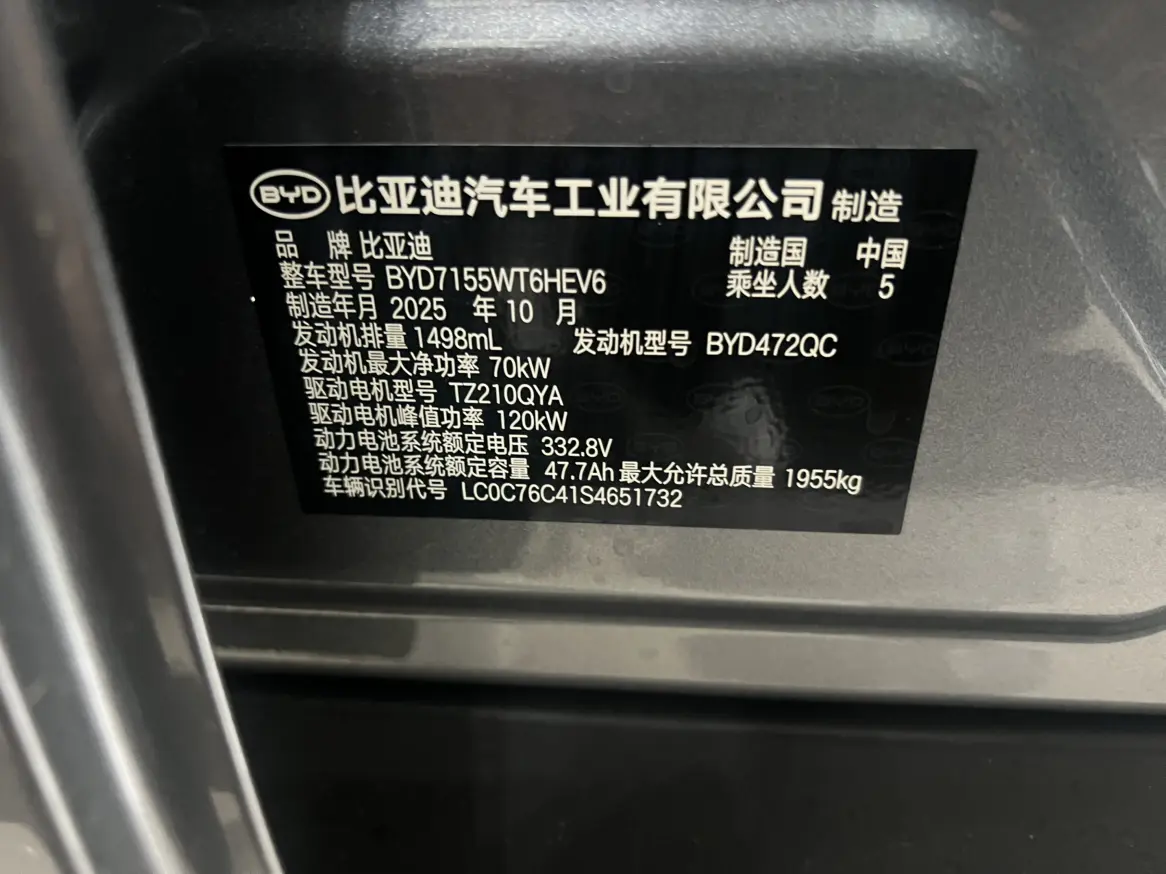 BYD 比亚迪汽车工业有限公司 制造
品 牌 比亚迪 制造国 中国
整车型号 BYD7155WT6HEV6 乘坐人数 5
制造年月 2025 年 10 月
发动机排量 1498mL 发动机型号 BYD472QC
发动机最大净功率 70kW
驱动电机型号 TZ210QYA
驱动电机峰值功率 120kW
动力电池系统额定电压 332.8V
动力电池系统额定容量 47.7Ah 最大允许总质量 1955kg
车辆识别代号 LC0C76C41S4651732